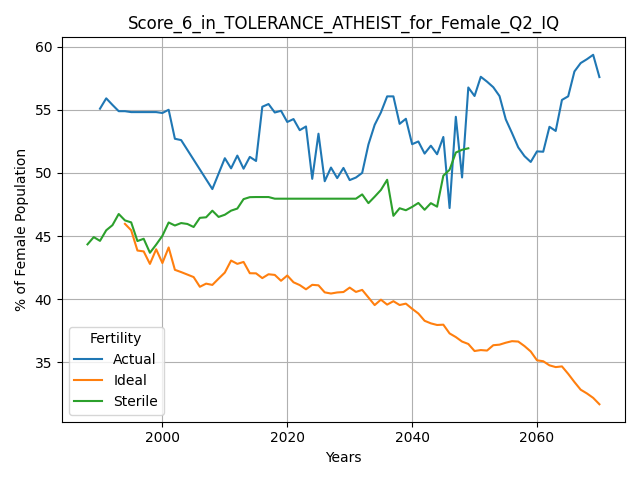 Score_6_in_TOLERANCE_ATHEIST_for_Female_Q2_IQ
60
55
50
45
40
35
% of Female Population
Fertility
Actual
Ideal
Sterile
2000 2020 2040 2060
Years